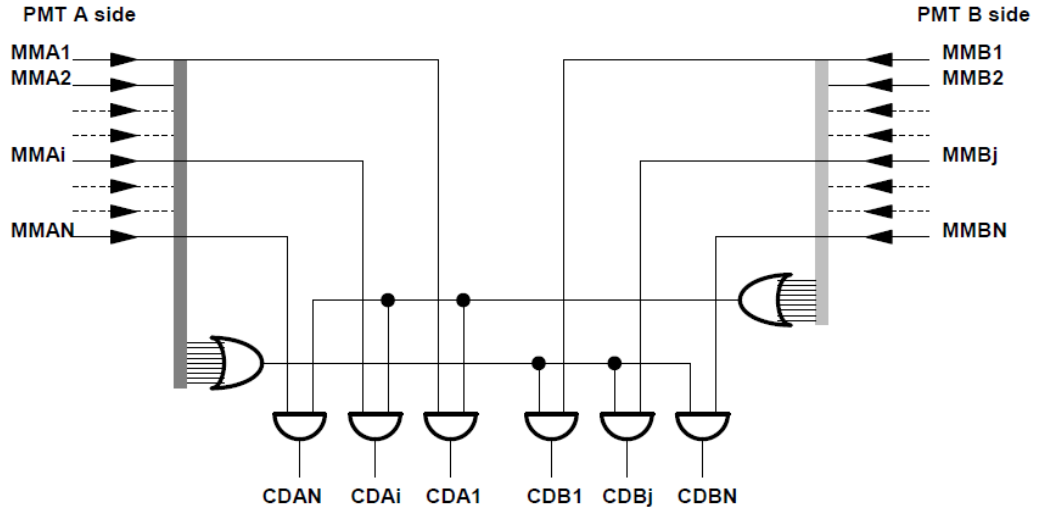 PMT A side
PMT B side
MMA1
MMB1
MMA2
MMB2
MMAi
MMBj
MMAN
MMBN
CDAN CDAi CDA1 CDB1 CDBj CDBN